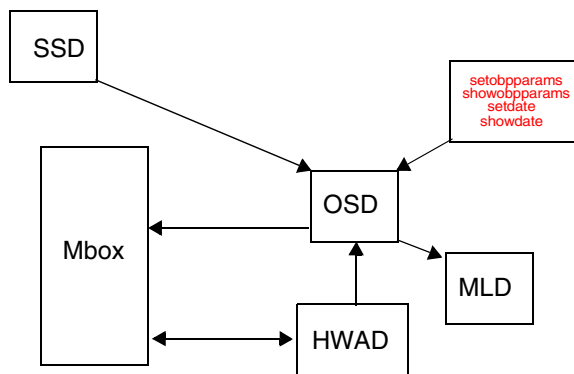 SSD
setobpparams
showobpparams
setdate
showdate
OSD
Mbox
MLD
HWAD